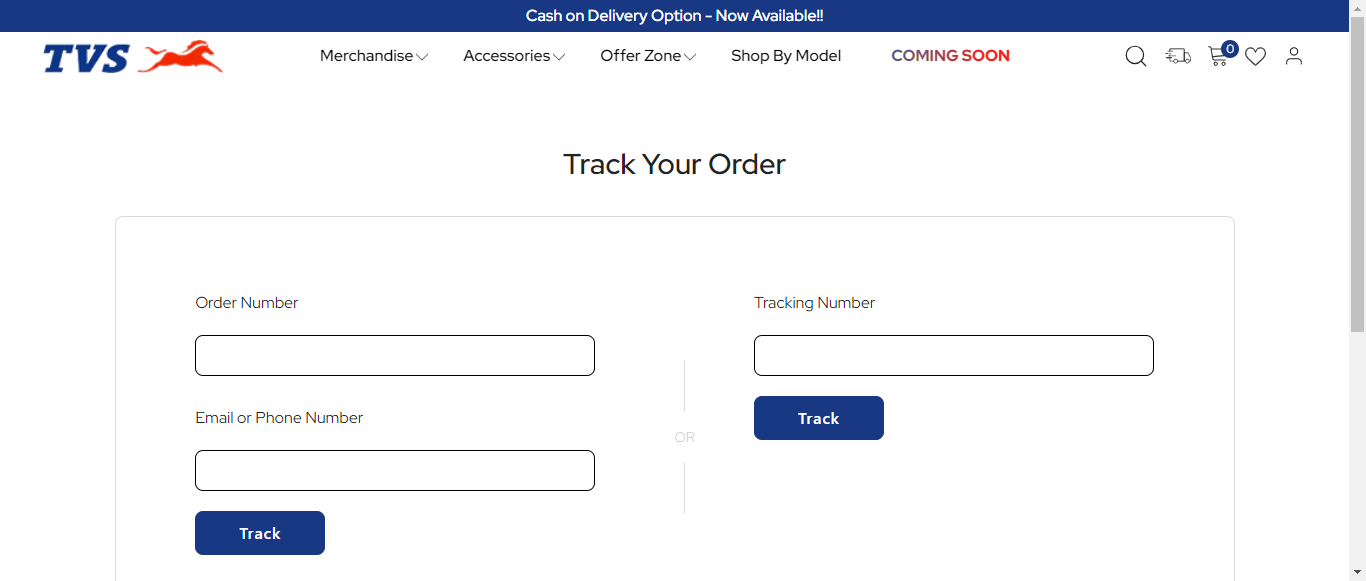 Cash on Delivery Option - Now Available!!
TVS
Merchandise Accessories Offer Zone Shop By Model COMING SOON 0
Track Your Order
Order Number
Email or Phone Number
Track
OR
Tracking Number
Track